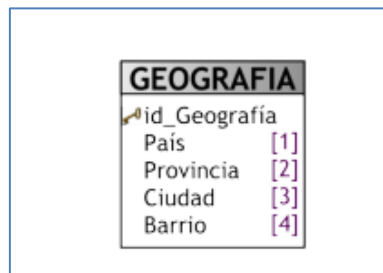 GEOGRAFIA
id_Geografía
País [1]
Provincia [2]
Ciudad [3]
Barrio [4]